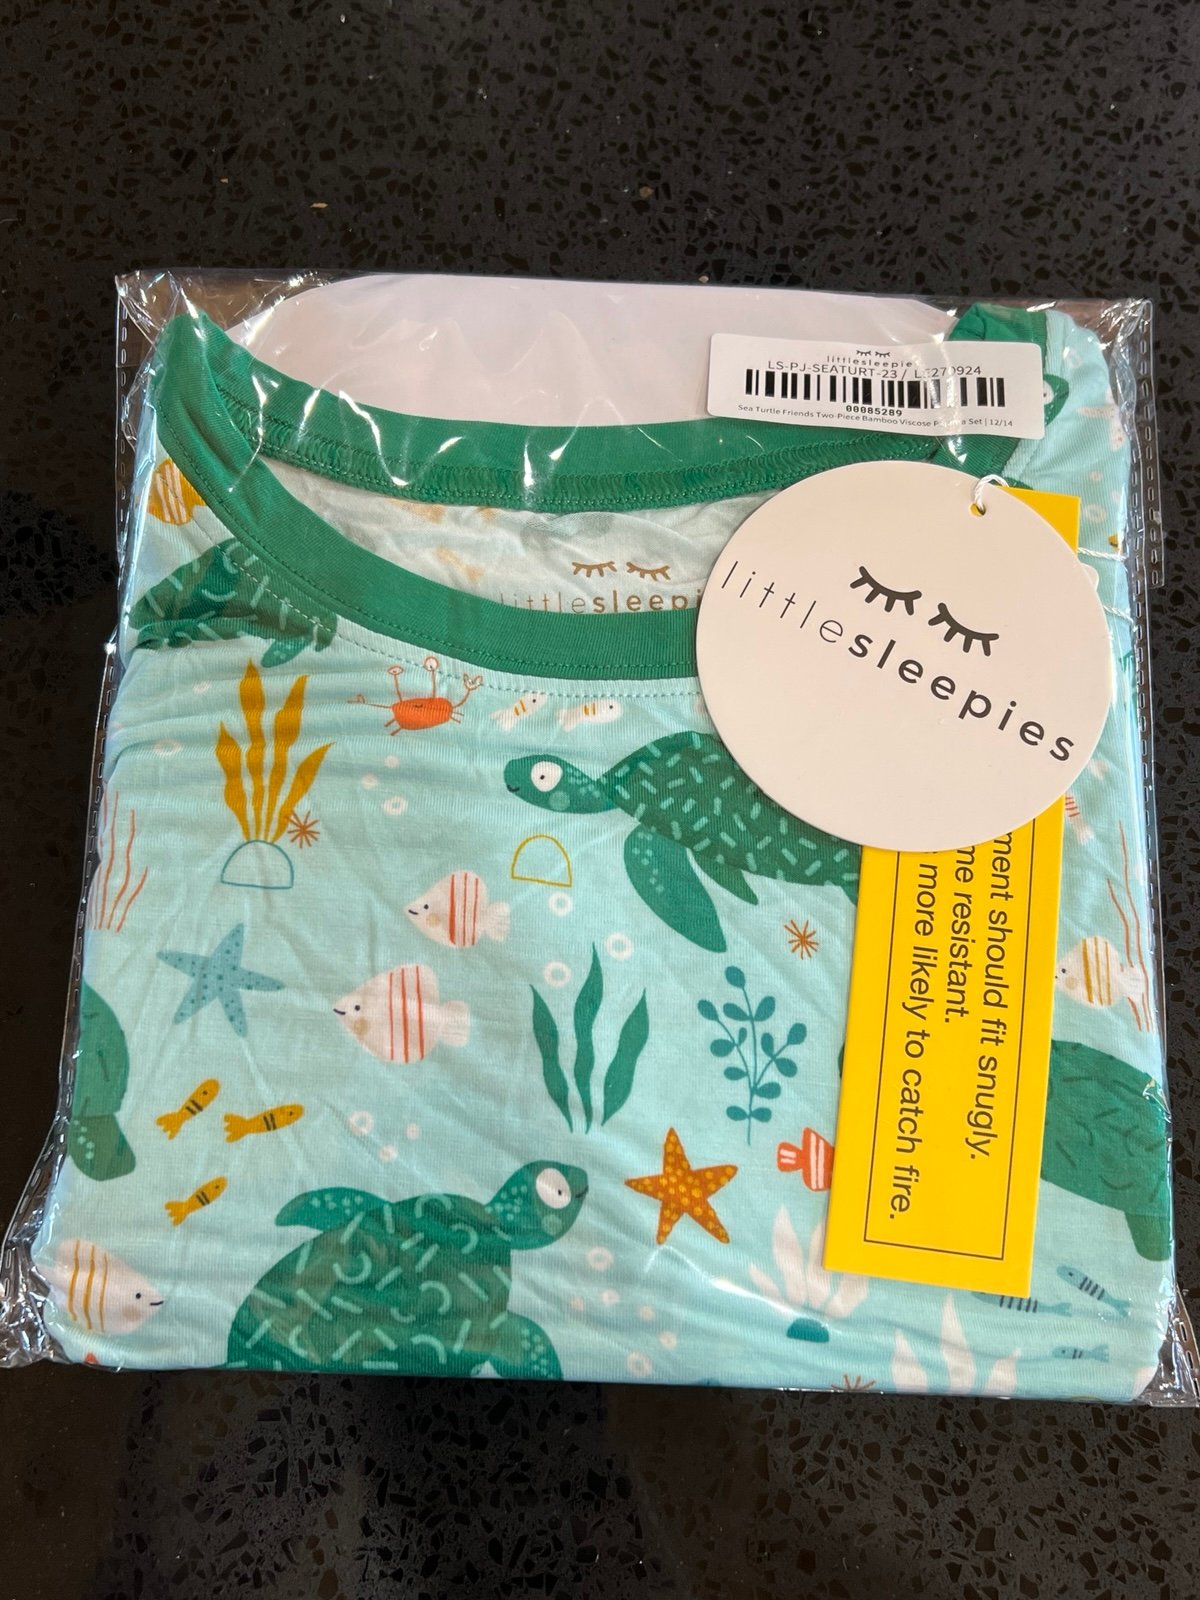 littlesleepies
LS-PJ-SEATURT-23 / LS270924
00085289
Sea Turtle Friends Two-Piece Bamboo Viscose Pajama Set | 12/14
littlesleepi
littlesleepies
ment should fit snugly.
me resistant.
more likely to catch fire.